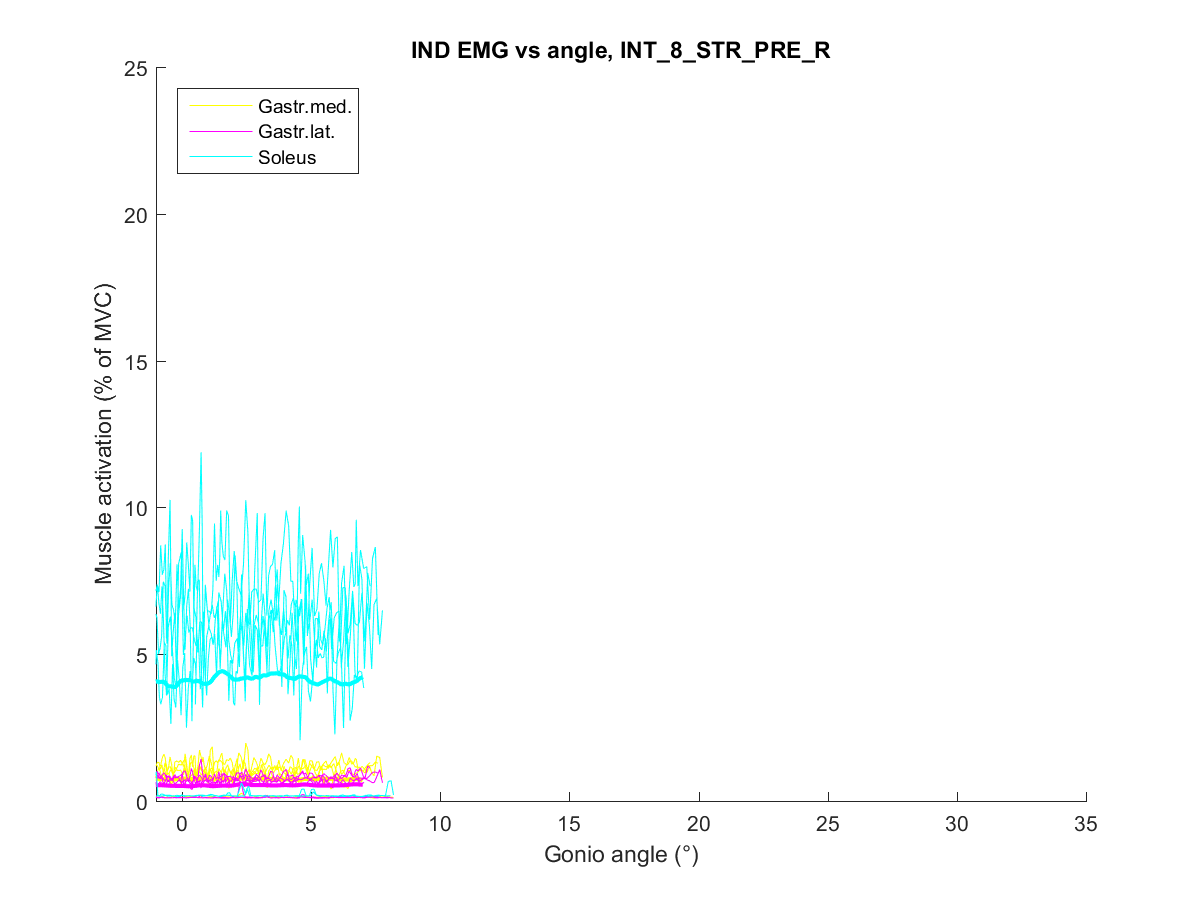 IND EMG vs angle, INT_8_STR_PRE_R
25
20
15
10
5
0
Muscle activation (% of MVC)
Gastr.med.
Gastr.lat.
Soleus
0 5 10 15 20 25 30 35
Gonio angle (°)